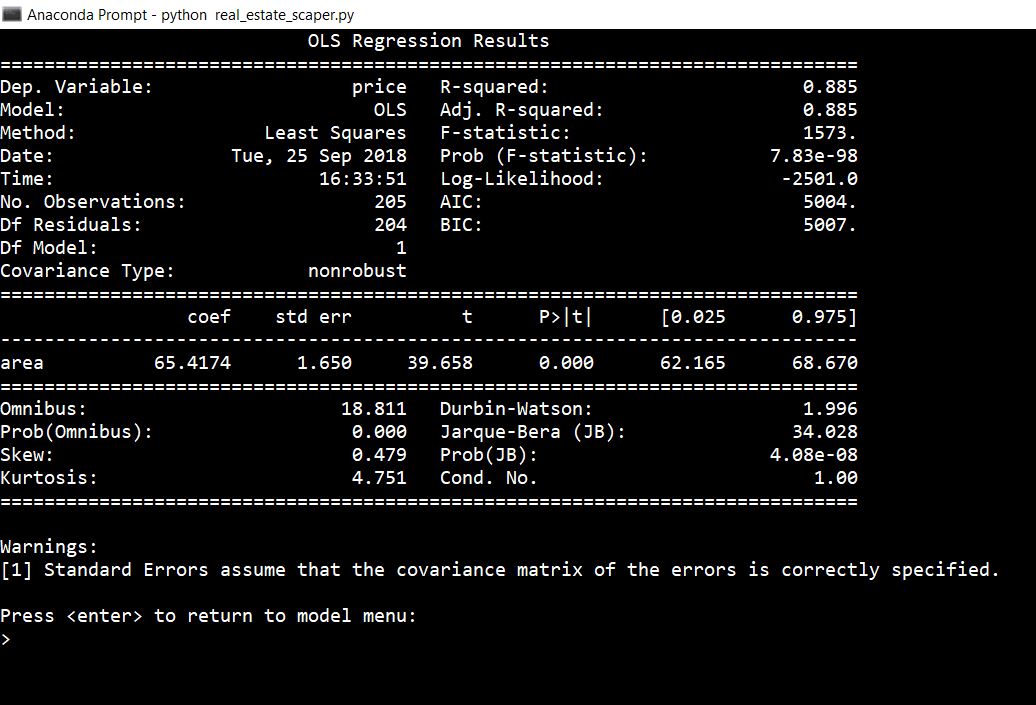 Anaconda Prompt - python  real_estate_scaper.py
                            OLS Regression Results
==============================================================================
Dep. Variable:                  price   R-squared:                       0.885
Model:                            OLS   Adj. R-squared:                  0.885
Method:                 Least Squares   F-statistic:                     1573.
Date:                Tue, 25 Sep 2018   Prob (F-statistic):           7.83e-98
Time:                        16:33:51   Log-Likelihood:                -2501.0
No. Observations:                 205   AIC:                             5004.
Df Residuals:                     204   BIC:                             5007.
Df Model:                           1
Covariance Type:            nonrobust
==============================================================================
                 coef    std err          t      P>|t|      [0.025      0.975]
------------------------------------------------------------------------------
area          65.4174      1.650     39.658      0.000      62.165      68.670
==============================================================================
Omnibus:                       18.811   Durbin-Watson:                   1.996
Prob(Omnibus):                  0.000   Jarque-Bera (JB):               34.028
Skew:                           0.479   Prob(JB):                     4.08e-08
Kurtosis:                       4.751   Cond. No.                         1.00
==============================================================================

Warnings:
[1] Standard Errors assume that the covariance matrix of the errors is correctly specified.

Press <enter> to return to model menu:
>